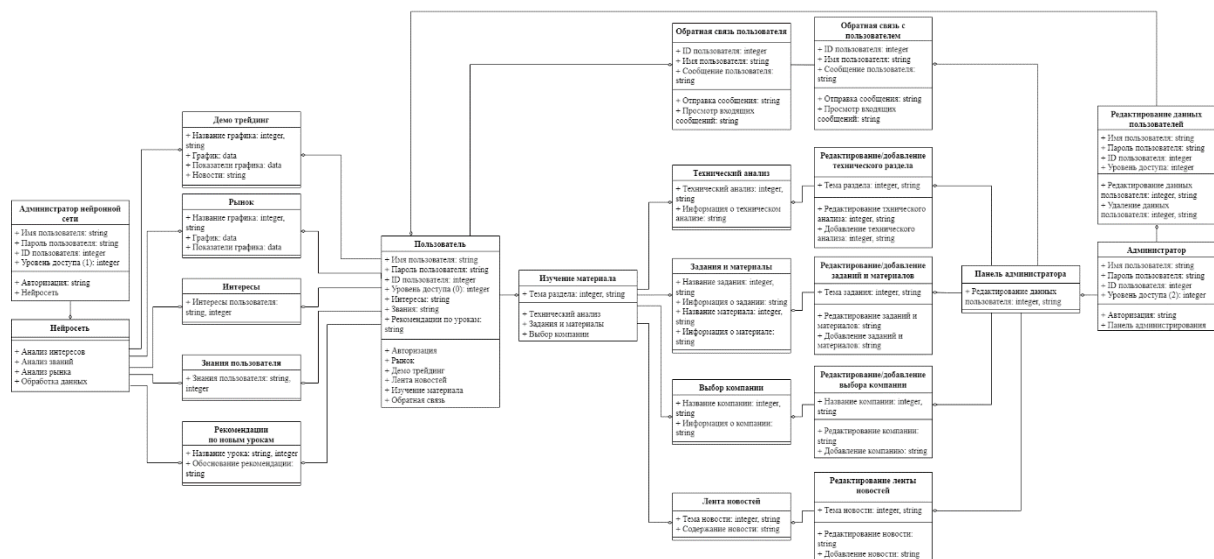 Обратная связь пользователя
+ ID пользователя: integer
+ Имя пользователя: string
+ Сообщение пользователя:
string
+ Отправка сообщения: string
+ Просмотр входящих
сообщений: string
Обратная связь с
пользователем
+ ID пользователя: integer
+ Имя пользователя: string
+ Сообщение пользователя:
string
+ Отправка сообщения: string
+ Просмотр входящих
сообщений: string
Демо трейдинг
+ Название графика: integer,
string
+ График: data
+ Показатели графика: data
+ Новости: string
Редактирование данных
пользователей
+ Имя пользователя: string
+ Пароль пользователя: string
+ ID пользователя: integer
+ Уровень доступа: integer
+ Редактирование данных
пользователя: integer, string
+ Удаление данных
пользователя: integer, string
Технический анализ
+ Технический анализ: integer,
string
+ Информация о техническом
анализе: string
Редактирование/добавление
технического раздела
+ Тема раздела: integer, string
+ Редактирование тхнического
анализа: integer, string
+ Добавление технического
анализа: integer, string
Администратор нейронной
сети
+ Имя пользователя: string
+ Пароль пользователя: string
+ ID пользователя: integer
+ Уровень доступа (1): integer
+ Авторизация: string
+ Нейросеть
Рынок
+ Название графика: integer,
string
+ График: data
+ Показатели графика: data
Пользователь
+ Имя пользователя: string
+ Пароль пользователя: string
+ ID пользователя: integer
+ Уровень доступа (0): integer
+ Интересы: string
+ Звания: string
+ Рекомендации по урокам:
string
+ Авторизация
+ Рынок
+ Демо трейдинг
+ Лента новостей
+ Изучение материала
+ Обратная связь
Изучение материала
+ Тема раздела: integer, string
+ Технический анализ
+ Задания и материалы
+ Выбор компании
Задания и материалы
+ Название задания: integer,
string
+ Информация о задании: string
+ Название материала: integer,
string
+ Информация о материале:
string
Редактирование/добавление
заданий и материалов
+ Тема задания: integer, string
+ Редактирование заданий и
материалов: string
+ Добавление заданий и
материалов: string
Панель администратора
+ Редактирование данных
пользователя: integer, string
Администратор
+ Имя пользователя: string
+ Пароль пользователя: string
+ ID пользователя: integer
+ Уровень доступа (2): integer
+ Авторизация: string
+ Панель администрирования
Интересы
+ Интересы пользователя:
string, integer
Нейросеть
+ Анализ интересов
+ Анализ званий
+ Анализ рынка
+ Обработка данных
Знания пользователя
+ Знания пользователя: string,
integer
Выбор компании
+ Название компании: integer,
string
+ Информация о компании:
string
Редактирование/добавление
выбора компании
+ Название компании: integer,
string
+ Редактирование компании:
string
+ Добавление компанию: string
Рекомендации
по новым урокам
+ Название урока: string, integer
+ Обоснование рекомендации:
string
Лента новостей
+ Тема новости: integer, string
+ Содержание новости: string
Редактирование ленты
новостей
+ Тема новости: integer, string
+ Редактирование новости:
string
+ Добавление новости: string